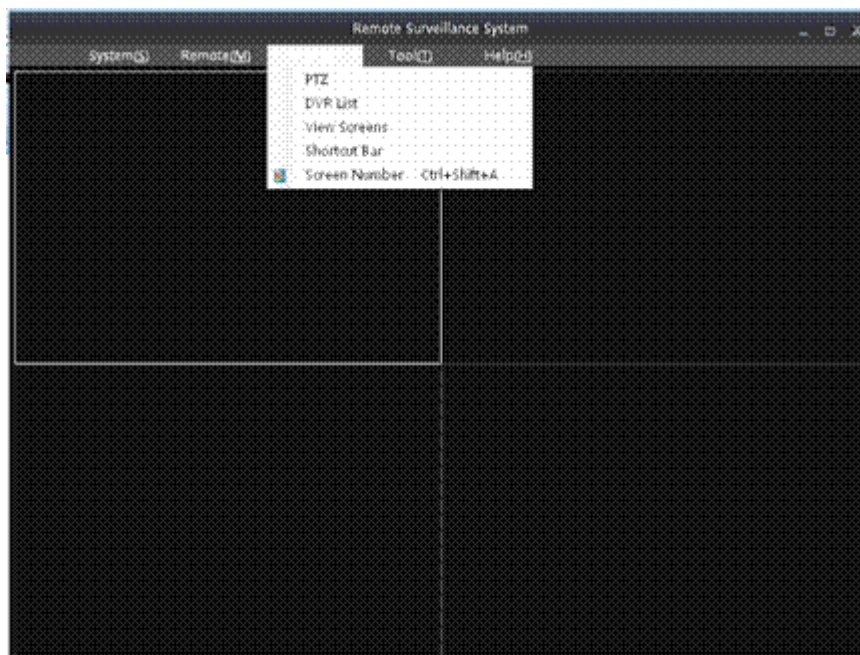 Remote Surveillance System
System(S) Remote(M) Tool(T) Help(H)
PTZ
DVR List
View Screens
Shortcut Bar
Screen Number Ctrl+Shift+A